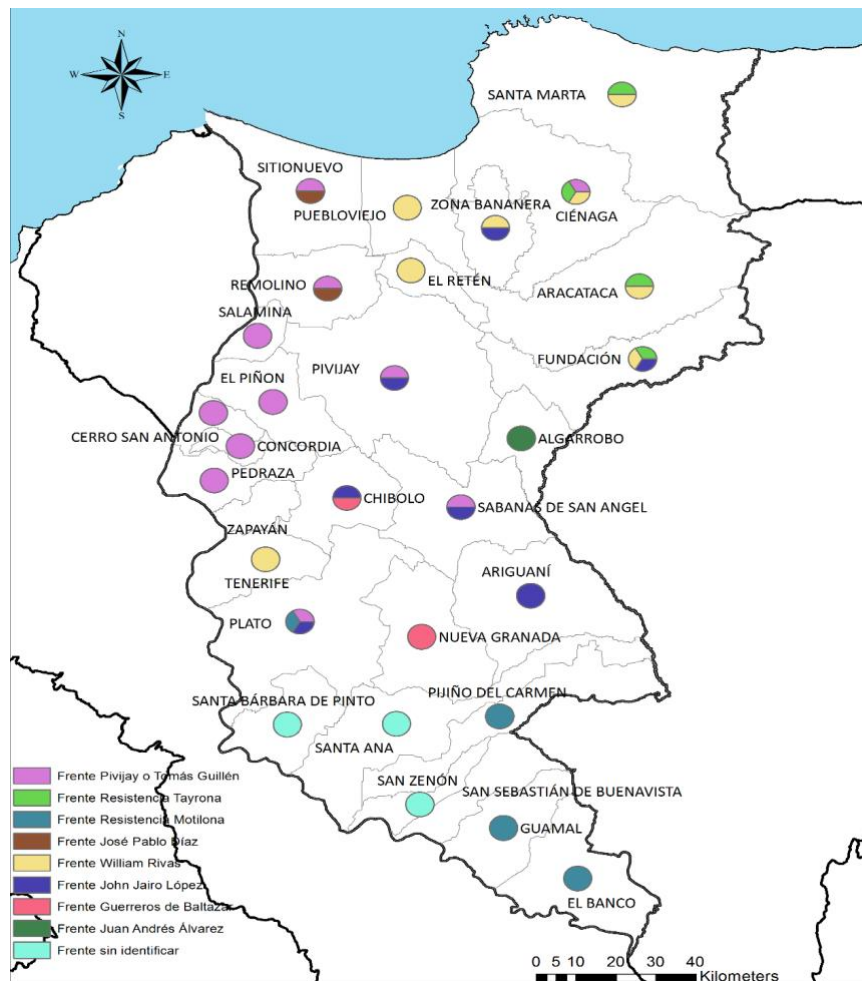 N
W E
S
SANTA MARTA
SITIONUEVO
PUEBLOVIEJO
ZONA BANANERA
CIÉNAGA
REMOLINO
EL RETÉN
ARACATACA
SALAMINA
FUNDACIÓN
EL PIÑON
PIVIJAY
CERRO SAN ANTONIO
CONCORDIA
ALGARROBO
PEDRAZA
CHIBOLO
SABANAS DE SAN ANGEL
ZAPAYÁN
TENERIFE
ARIGUANÍ
PLATO
NUEVA GRANADA
PIJIÑO DEL CARMEN
SANTA BÁRBARA DE PINTO
SANTA ANA
SAN ZENÓN
SAN SEBASTIÁN DE BUENAVISTA
GUAMAL
EL BANCO
Frente Pivijay o Tomás Guillén
Frente Resistencia Tayrona
Frente Resistencia Motilona
Frente José Pablo Díaz
Frente William Rivas
Frente John Jairo López
Frente Guerreros de Baltazar
Frente Juan Andrés Álvarez
Frente sin identificar
0 5 10 20 30 40
Kilometers